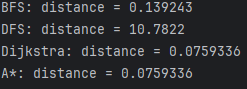 BFS: distance = 0.139243
DFS: distance = 10.7822
Dijkstra: distance = 0.0759336
A*: distance = 0.0759336